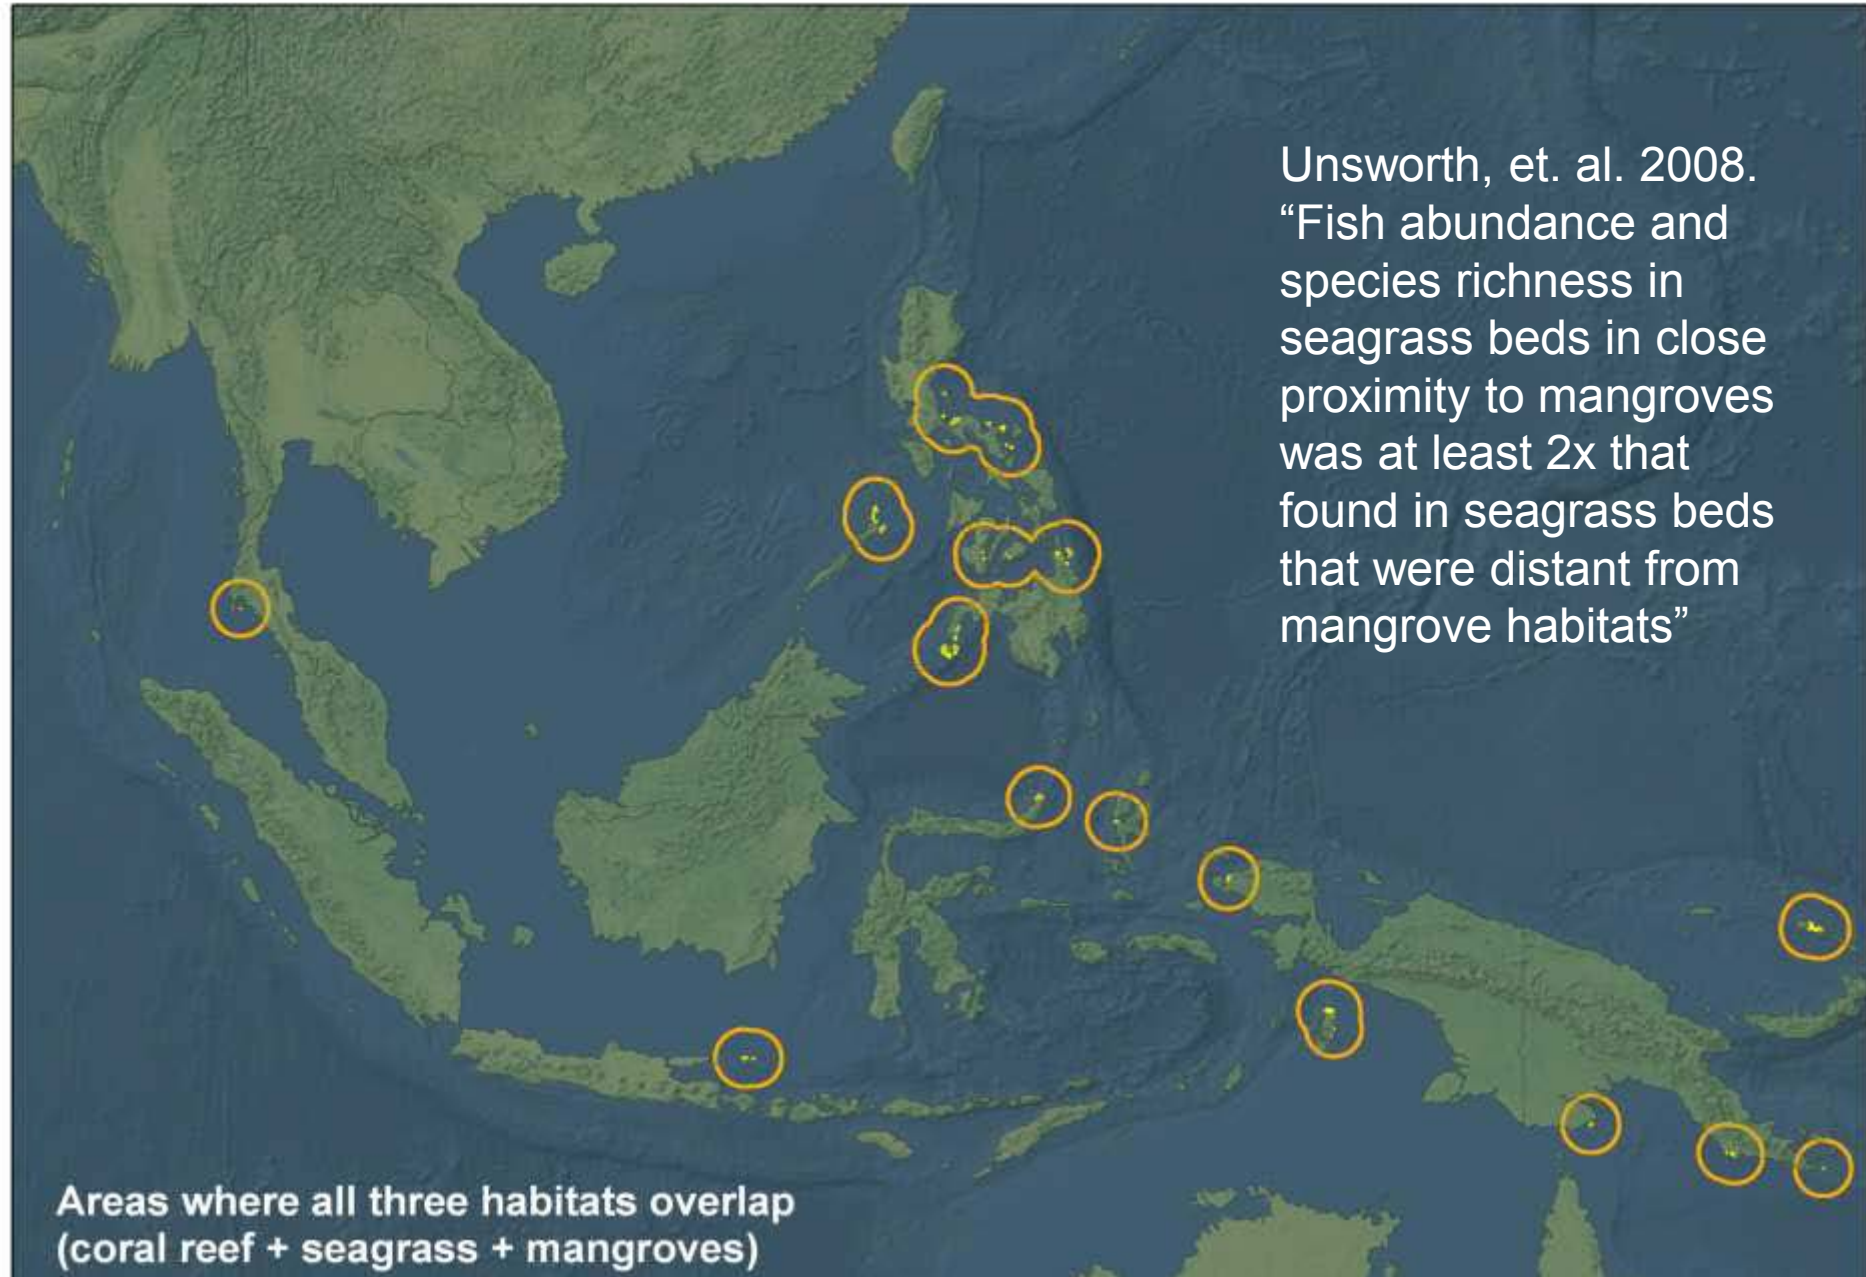 Unsworth, et. al. 2008.
“Fish abundance and
species richness in
seagrass beds in close
proximity to mangroves
was at least 2x that
found in seagrass beds
that were distant from
mangrove habitats”
Areas where all three habitats overlap
(coral reef + seagrass + mangroves)